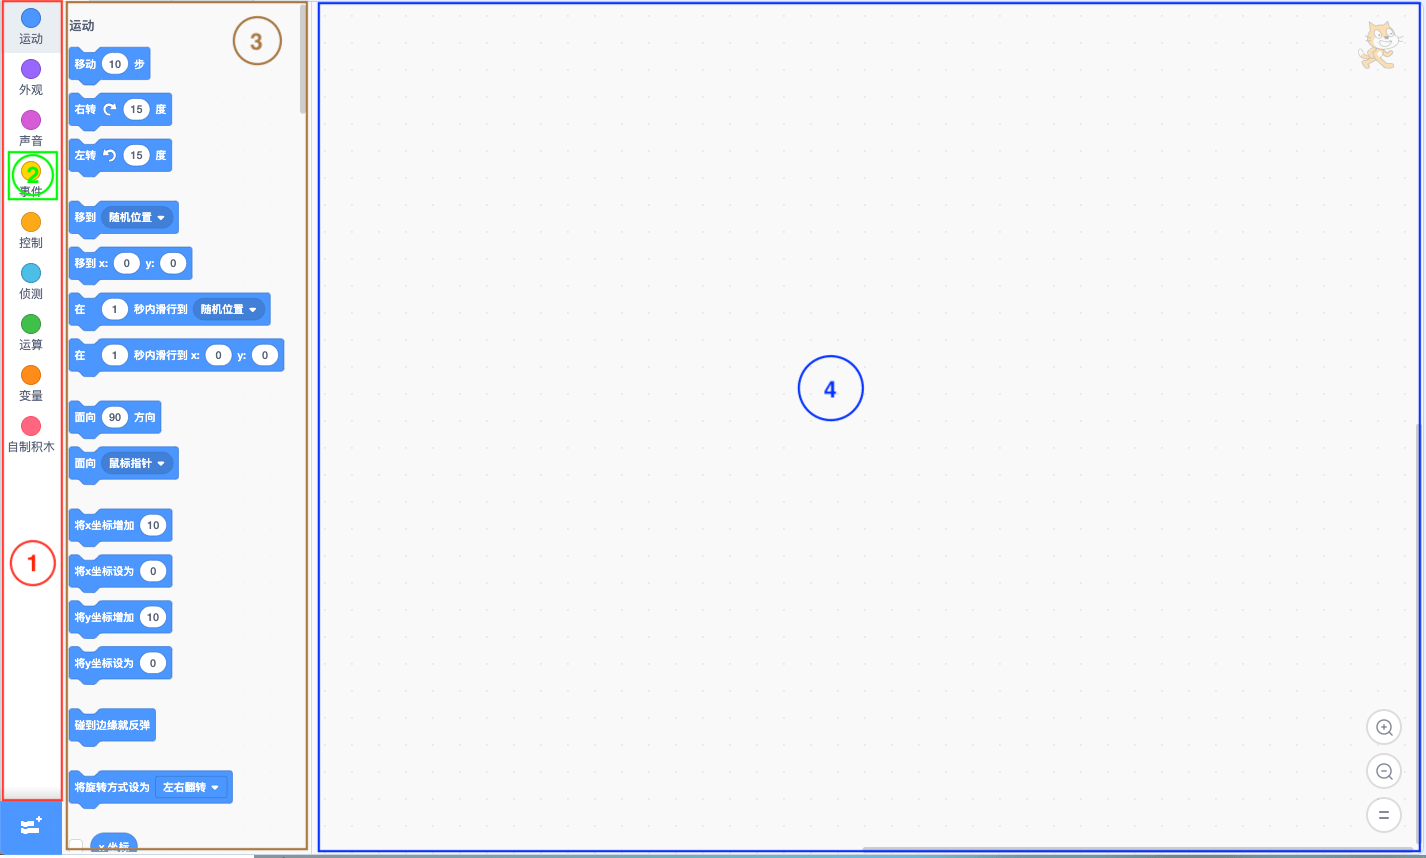 运动
外观
声音
2
事件
控制
侦测
运算
变量
自制积木
1
运动
3
移动 10 步
右转 15 度
左转 15 度
移到 随机位置
移到 x: 0 y: 0
在 1 秒内滑行到 随机位置
在 1 秒内滑行到 x: 0 y: 0
面向 90 方向
面向 鼠标指针
将x坐标增加 10
将x坐标设为 0
将y坐标增加 10
将y坐标设为 0
碰到边缘就反弹
将旋转方式设为 左右翻转
x 坐标
4